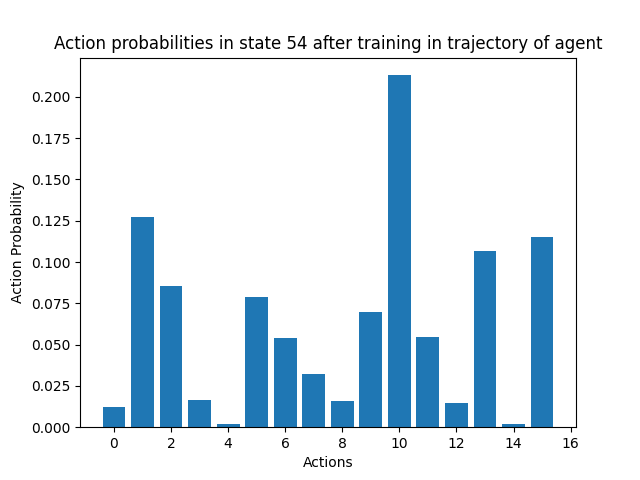 Action probabilities in state 54 after training in trajectory of agent
0.200
0.175
0.150
0.125
0.100
0.075
0.050
0.025
0.000
Action Probability
0 2 4 6 8 10 12 14 16
Actions